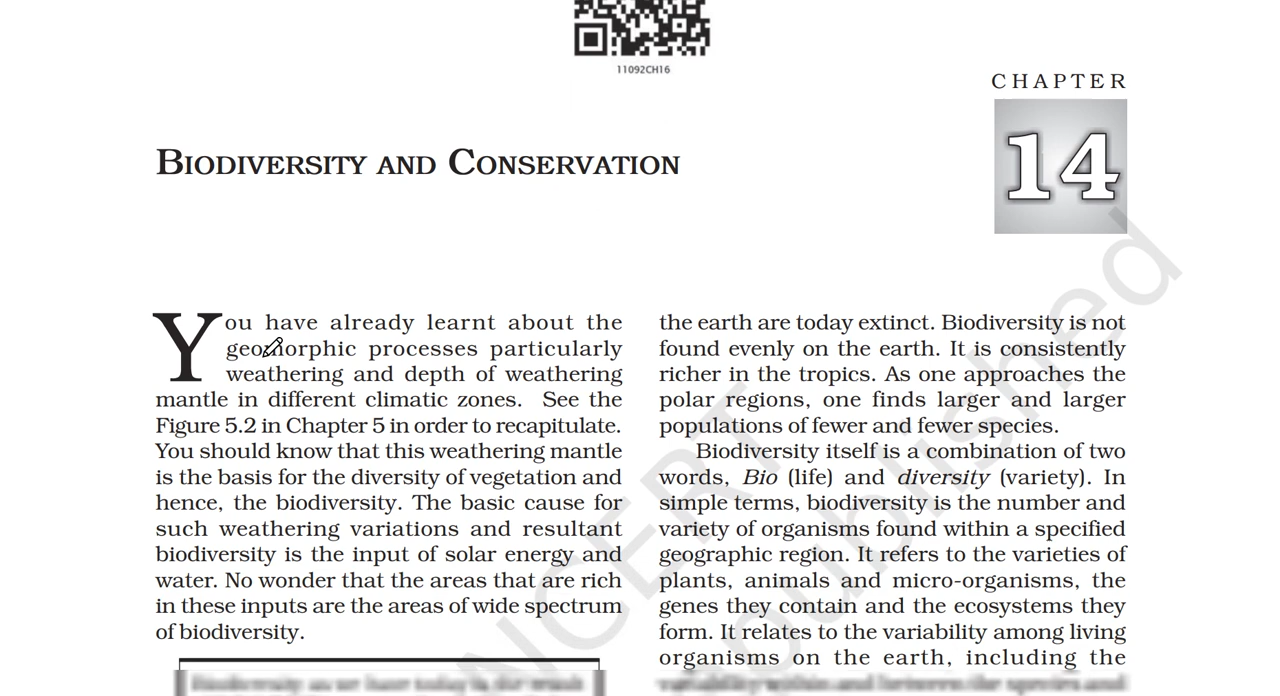 11092CH16
CHAPTER
14
BIODIVERSITY AND CONSERVATION
You have already learnt about the
geomorphic processes particularly
weathering and depth of weathering
mantle in different climatic zones. See the
Figure 5.2 in Chapter 5 in order to recapitulate.
You should know that this weathering mantle
is the basis for the diversity of vegetation and
hence, the biodiversity. The basic cause for
such weathering variations and resultant
biodiversity is the input of solar energy and
water. No wonder that the areas that are rich
in these inputs are the areas of wide spectrum
of biodiversity.
the earth are today extinct. Biodiversity is not
found evenly on the earth. It is consistently
richer in the tropics. As one approaches the
polar regions, one finds larger and larger
populations of fewer and fewer species.
Biodiversity itself is a combination of two
words, Bio (life) and diversity (variety). In
simple terms, biodiversity is the number and
variety of organisms found within a specified
geographic region. It refers to the varieties of
plants, animals and micro-organisms, the
genes they contain and the ecosystems they
form. It relates to the variability among living
organisms on the earth, including the
NCERT